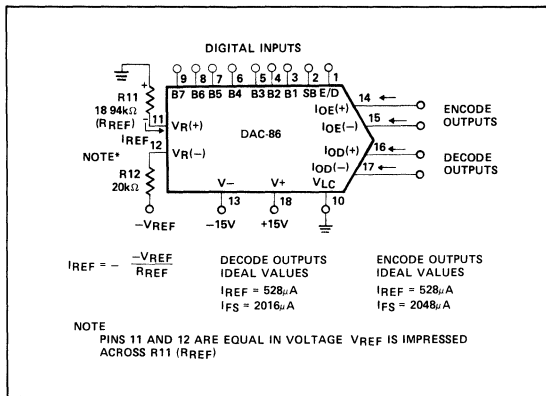 DIGITAL INPUTS
9 8 7 6 5 4 3 2 1
B7 B6 B5 B4 B3 B2 B1 SB E/D
+
R11
18 94kΩ
(RREF)
−
IREF
11
VR(+)
12
VR(−)
NOTE*
R12
20kΩ
−VREF
DAC-86
14
IOE(+)
15
IOE(−)
ENCODE
OUTPUTS
16
IOD(+)
17
IOD(−)
DECODE
OUTPUTS
V− V+ VLC
13 18 10
−15V +15V
IREF = − −VREF / RREF
DECODE OUTPUTS
IDEAL VALUES
IREF = 528μA
IFS = 2016μA
ENCODE OUTPUTS
IDEAL VALUES
IREF = 528μA
IFS = 2048μA
NOTE
PINS 11 AND 12 ARE EQUAL IN VOLTAGE VREF IS IMPRESSED
ACROSS R11 (RREF)